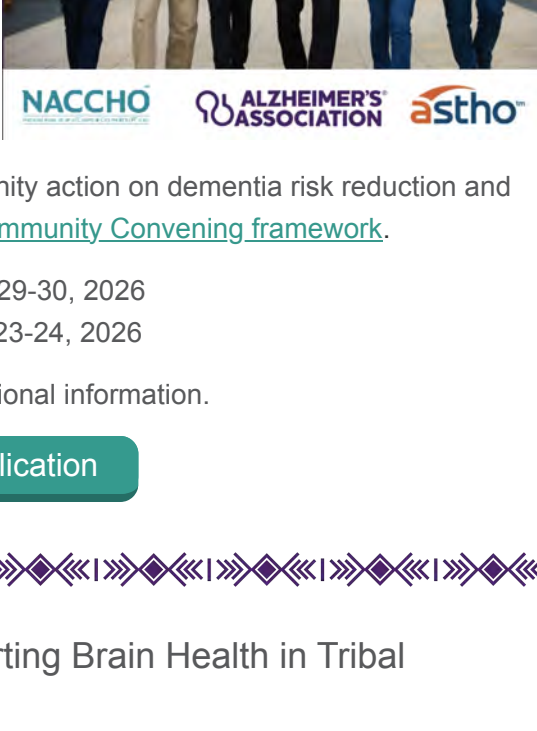 NACCHO
ALZHEIMER'S
ASSOCIATION
astho™
nity action on dementia risk reduction and
mmunity Convening framework.
29-30, 2026
23-24, 2026
ional information.
lication
rting Brain Health in Tribal